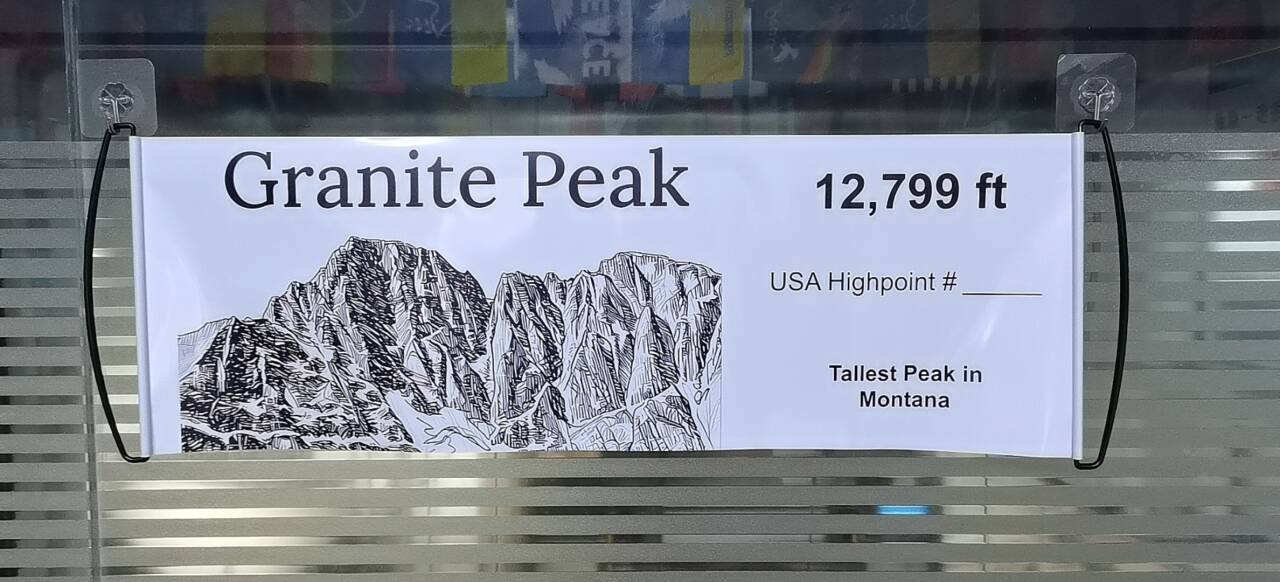 Granite Peak
12,799 ft
USA Highpoint # ______
Tallest Peak in
Montana